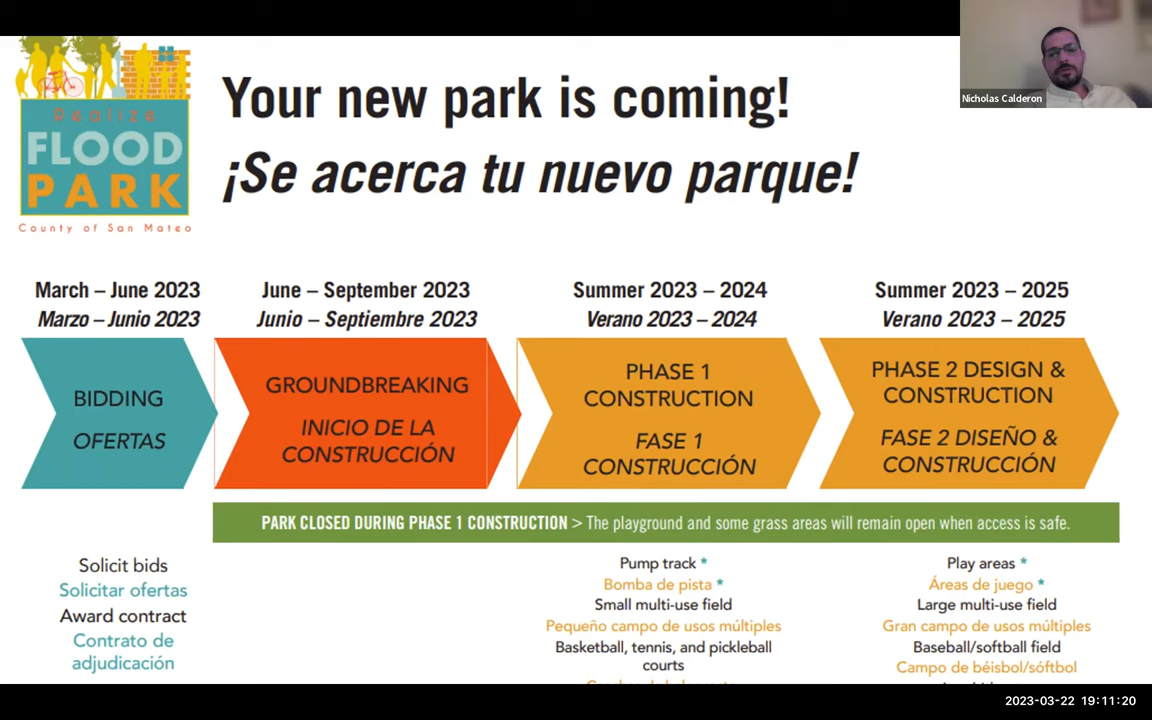 Nicholas Calderon
Realize
FLOOD
PARK
County of San Mateo
Your new park is coming!
¡Se acerca tu nuevo parque!
March – June 2023
Marzo – Junio 2023
BIDDING
OFERTAS
June – September 2023
Junio – Septiembre 2023
GROUNDBREAKING
INICIO DE LA
CONSTRUCCIÓN
Summer 2023 – 2024
Verano 2023 – 2024
PHASE 1
CONSTRUCTION
FASE 1
CONSTRUCCIÓN
Summer 2023 – 2025
Verano 2023 – 2025
PHASE 2 DESIGN &
CONSTRUCTION
FASE 2 DISEÑO &
CONSTRUCCIÓN
PARK CLOSED DURING PHASE 1 CONSTRUCTION > The playground and some grass areas will remain open when access is safe.
Solicit bids
Solicitar ofertas
Award contract
Contrato de
adjudicación
Pump track *
Bomba de pista *
Small multi-use field
Pequeño campo de usos múltiples
Basketball, tennis, and pickleball
courts
Play areas *
Áreas de juego *
Large multi-use field
Gran campo de usos múltiples
Baseball/softball field
Campo de béisbol/sóftbol
2023-03-22 19:11:20